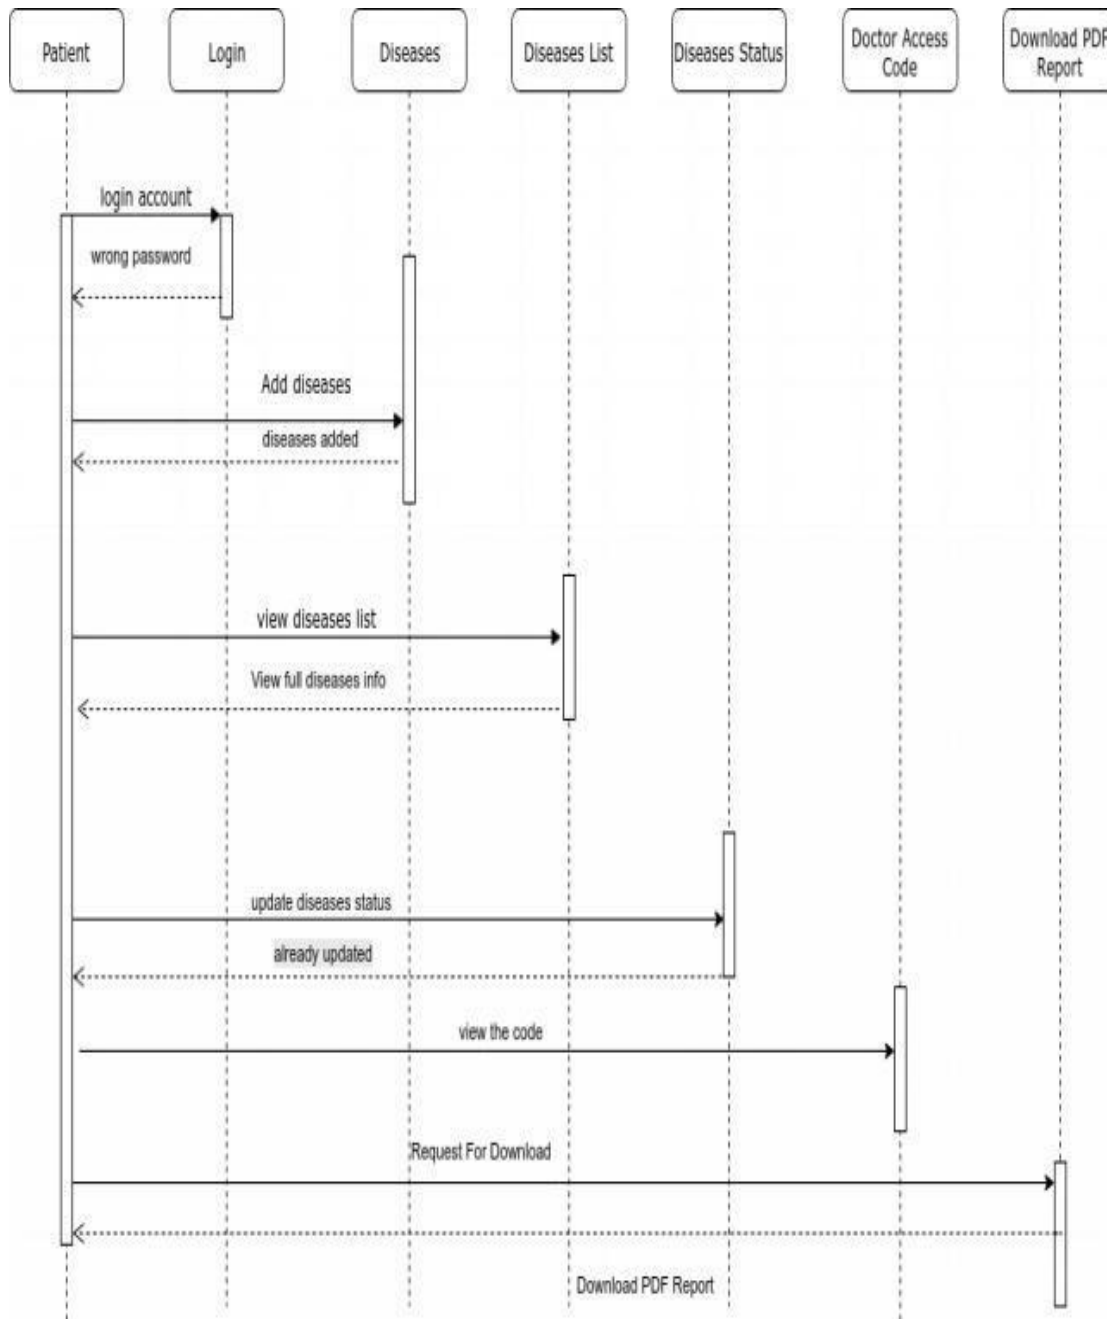 Patient
Login
Diseases
Diseases List
Diseases Status
Doctor Access
Code
Download PDF
Report
login account
wrong password
Add diseases
diseases added
view diseases list
View full diseases info
update diseases status
already updated
view the code
'Request For Download
Download PDF Report